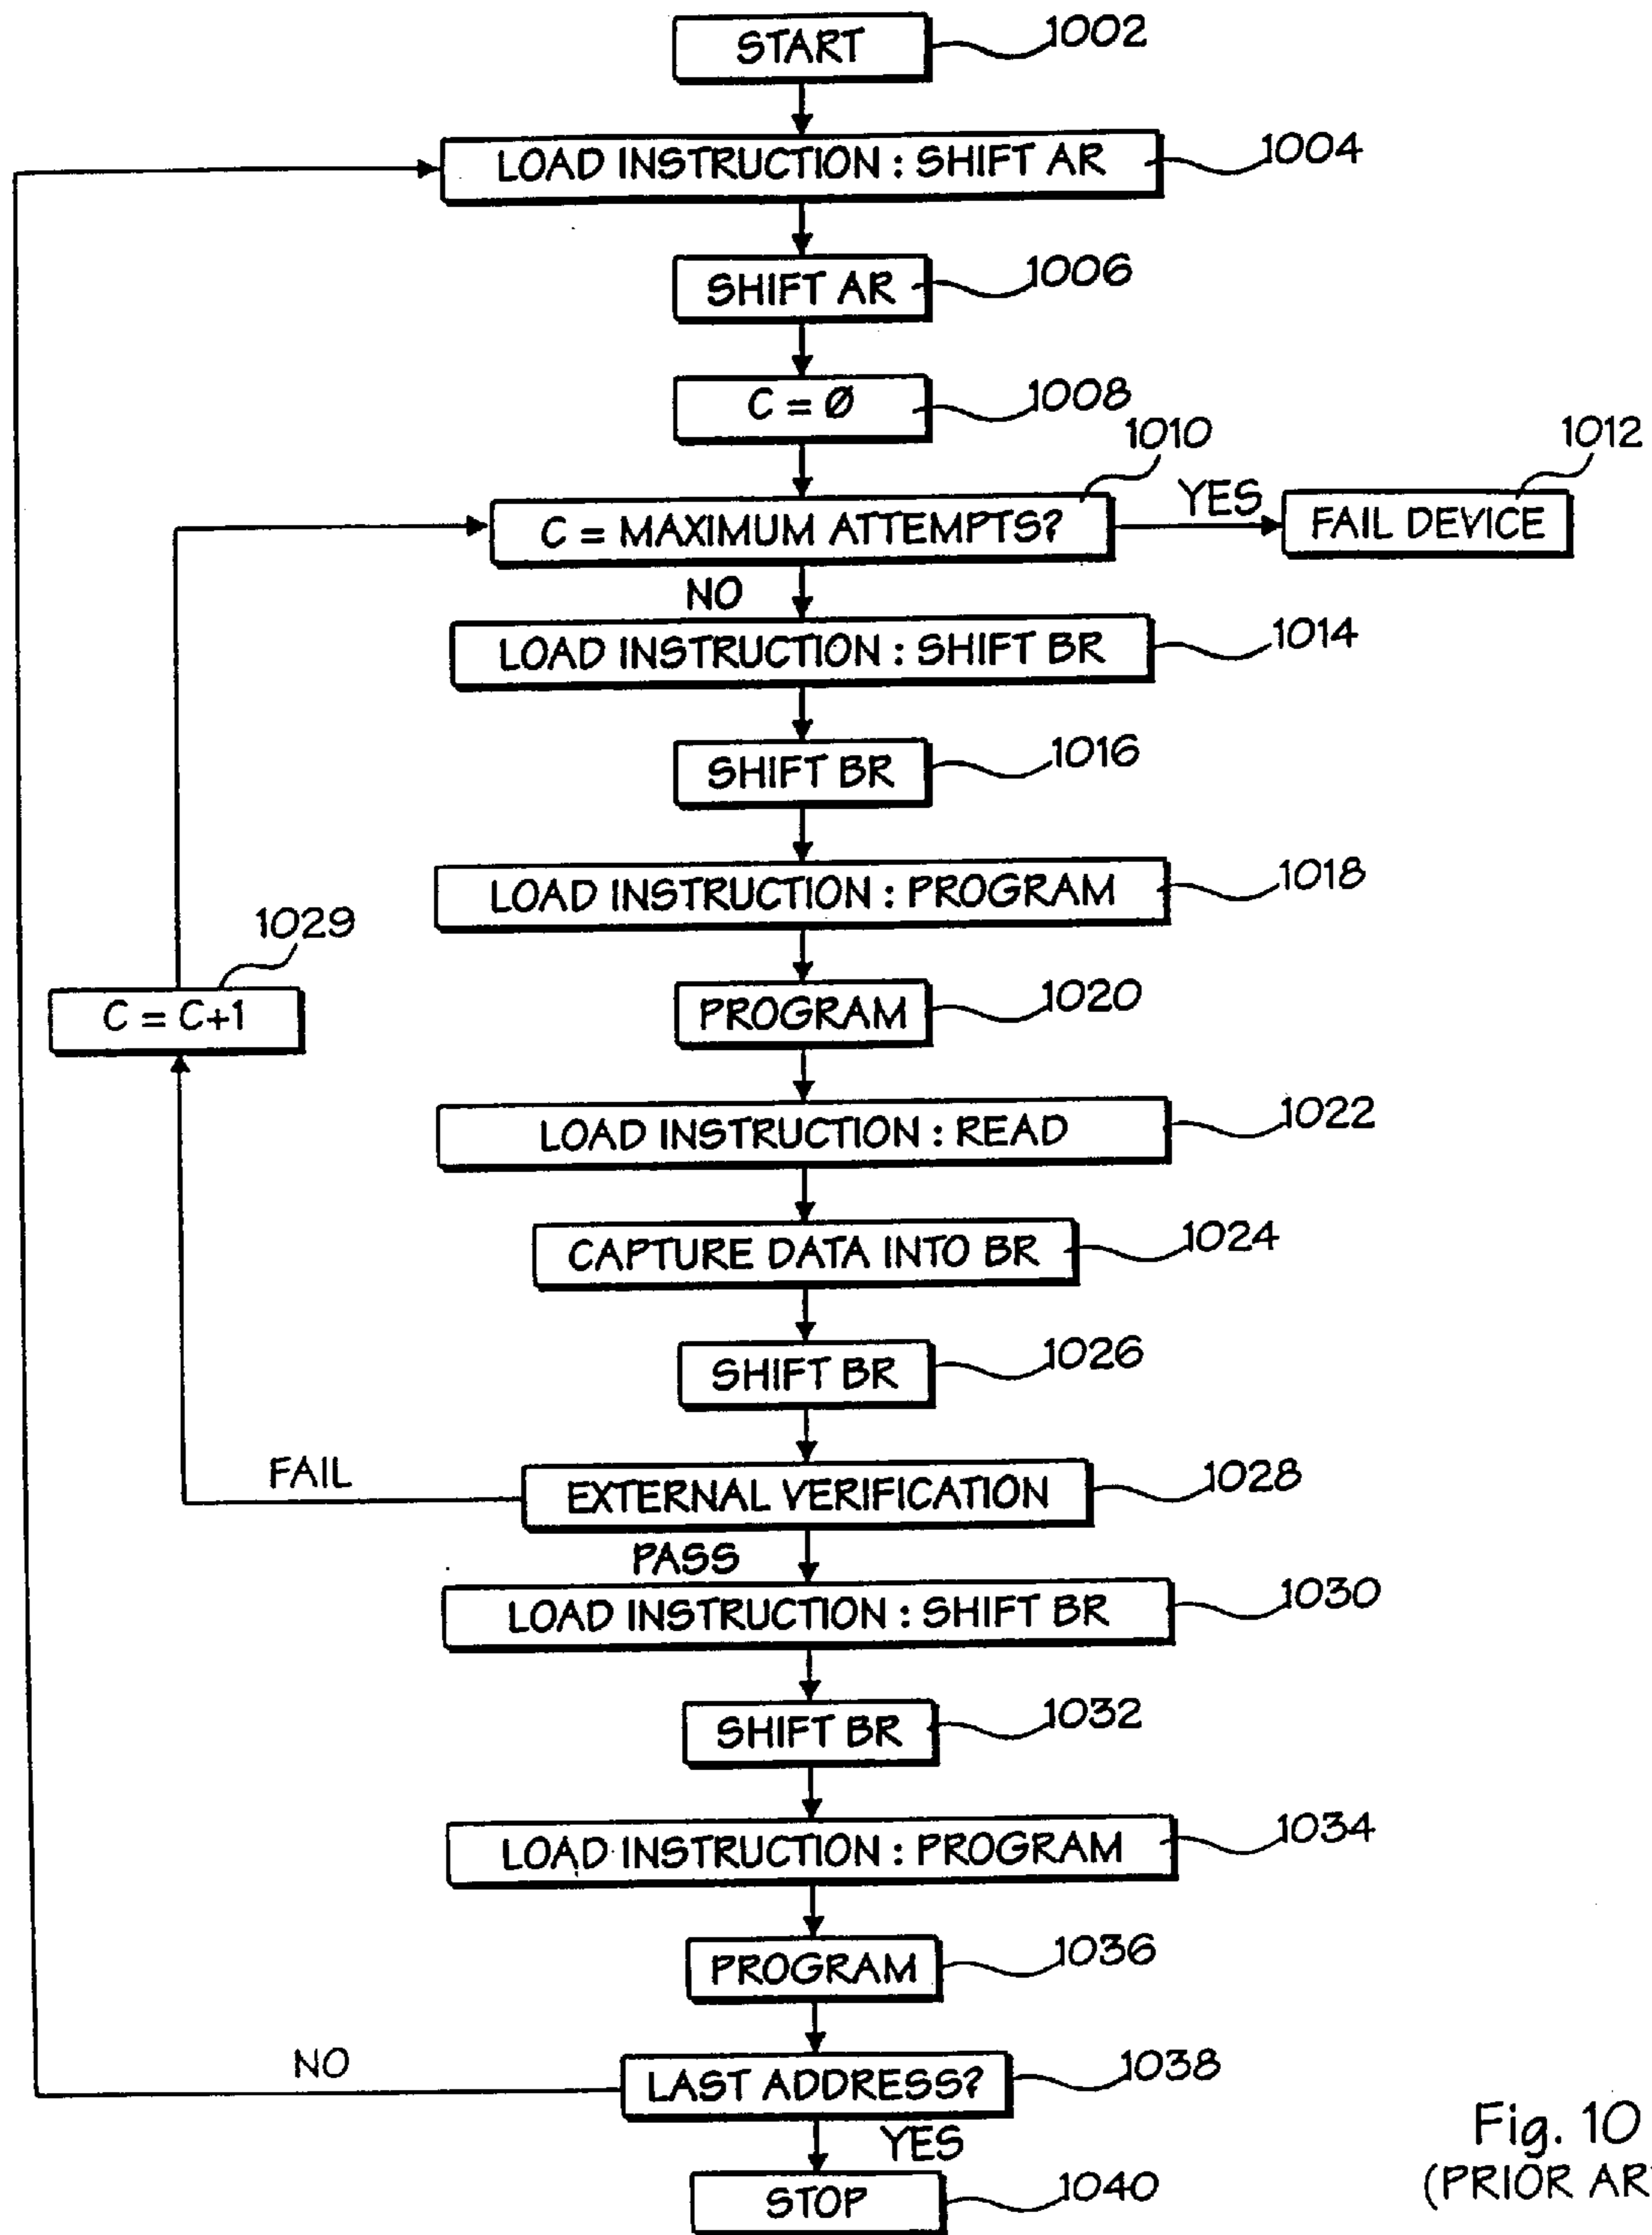 START 1002
LOAD INSTRUCTION : SHIFT AR 1004
SHIFT AR 1006
C = Ø 1008
1010
1012
C = MAXIMUM ATTEMPTS? YES FAIL DEVICE
NO
LOAD INSTRUCTION : SHIFT BR 1014
SHIFT BR 1016
LOAD INSTRUCTION : PROGRAM 1018
1029
C = C+1
PROGRAM 1020
LOAD INSTRUCTION : READ 1022
CAPTURE DATA INTO BR 1024
SHIFT BR 1026
FAIL
EXTERNAL VERIFICATION 1028
PASS
LOAD INSTRUCTION : SHIFT BR 1030
SHIFT BR 1032
LOAD INSTRUCTION : PROGRAM 1034
PROGRAM 1036
NO
LAST ADDRESS? 1038
YES
STOP 1040
Fig. 10
(PRIOR AR